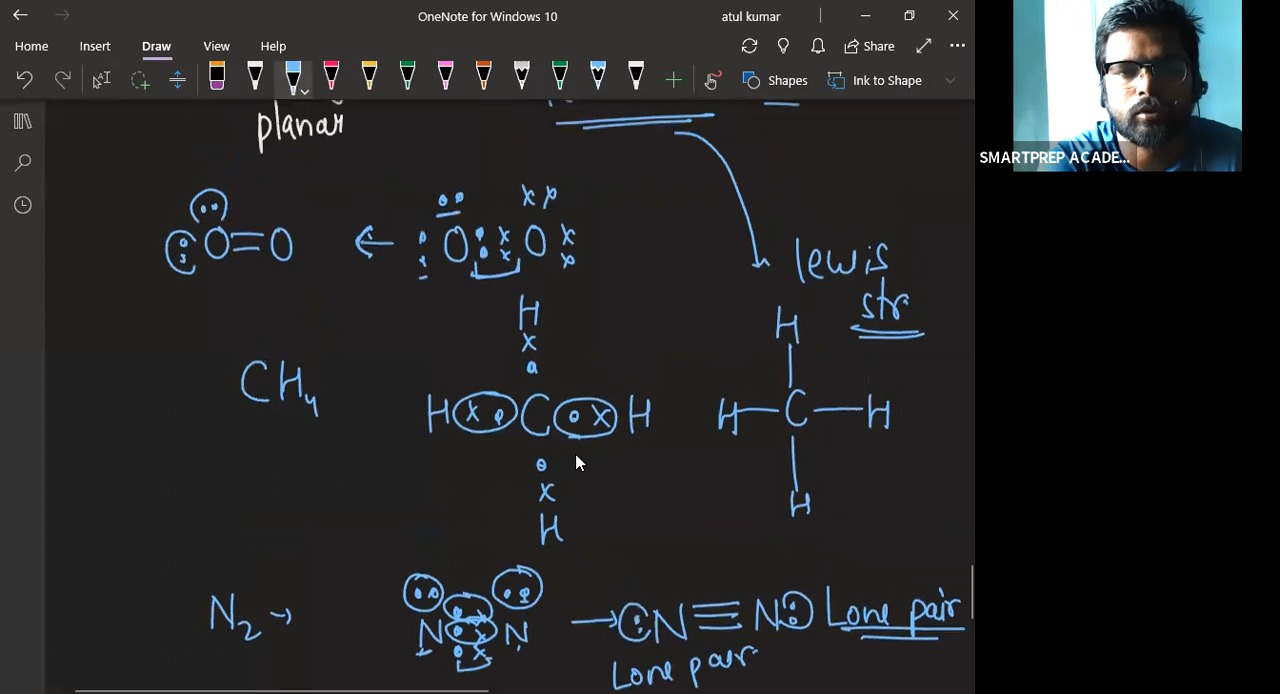 OneNote for Windows 10
atul kumar
Home Insert Draw View Help
Share
Shapes Ink to Shape
SMARTPREP ACADE...
planar
O=O ← O O
lewis
str
CH4
H
H x C x H
x
H
H
H C H
H
N2 → N N → N≡N Lone pair
Lone pair